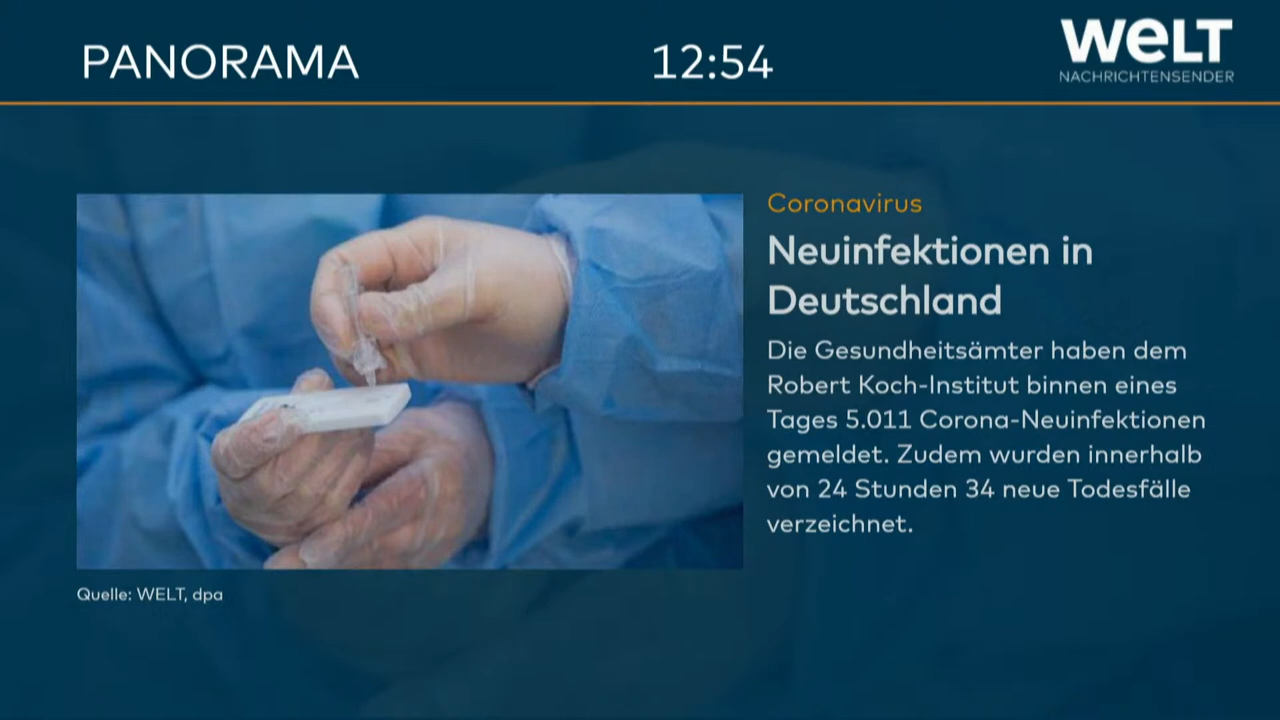 PANORAMA
12:54
WELT
NACHRICHTENSENDER
Coronavirus
Neuinfektionen in
Deutschland
Die Gesundheitsämter haben dem
Robert Koch-Institut binnen eines
Tages 5.011 Corona-Neuinfektionen
gemeldet. Zudem wurden innerhalb
von 24 Stunden 34 neue Todesfälle
verzeichnet.
Quelle: WELT, dpa